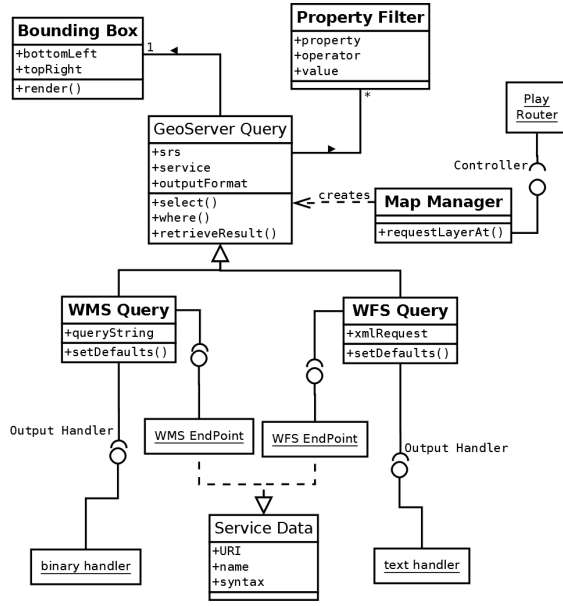 Bounding Box
+bottomLeft
+topRight
+render()
1
Property Filter
+property
+operator
+value
*
Play
Router
Controller
GeoServer Query
+srs
+service
+outputFormat
+select()
+where()
+retrieveResult()
creates
Map Manager
+requestLayerAt()
WMS Query
+queryString
+setDefaults()
WFS Query
+xmlRequest
+setDefaults()
Output Handler
WMS EndPoint
WFS EndPoint
Output Handler
Service Data
+URI
+name
+syntax
binary handler
text handler